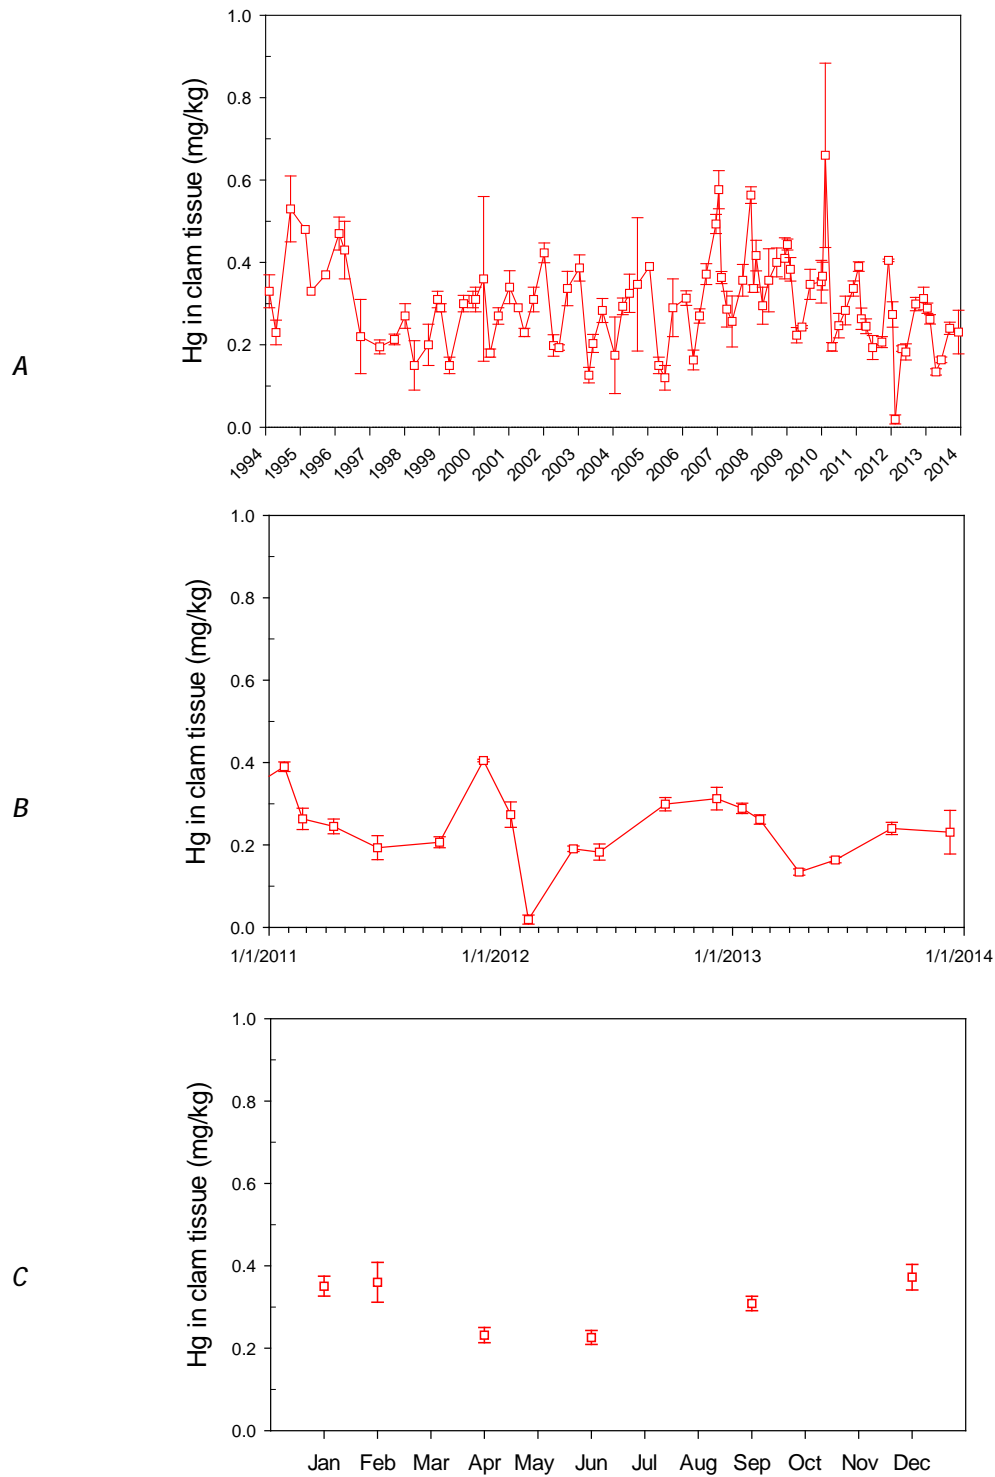 A
Hg in clam tissue (mg/kg)
1.0
0.8
0.6
0.4
0.2
0.0
1994 1995 1996 1997 1998 1999 2000 2001 2002 2003 2004 2005 2006 2007 2008 2009 2010 2011 2012 2013 2014
B
Hg in clam tissue (mg/kg)
1.0
0.8
0.6
0.4
0.2
0.0
1/1/2011 1/1/2012 1/1/2013 1/1/2014
C
Hg in clam tissue (mg/kg)
1.0
0.8
0.6
0.4
0.2
0.0
Jan Feb Mar Apr May Jun Jul Aug Sep Oct Nov Dec